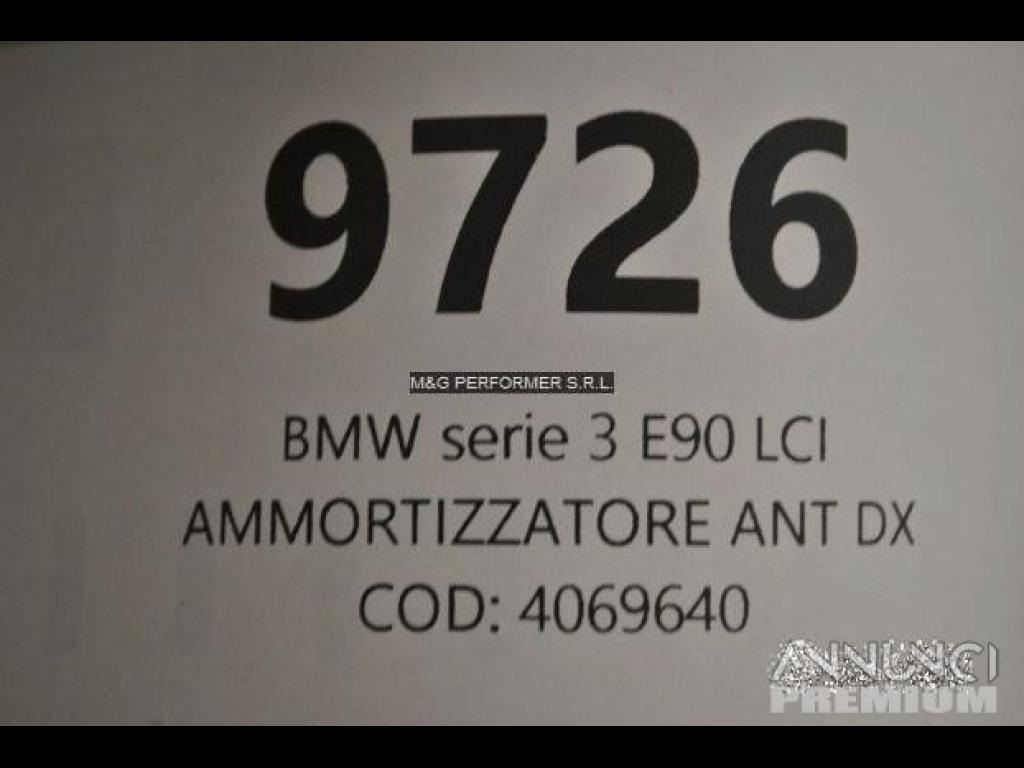 9726
M&G PERFORMER S.R.L.
BMW serie 3 E90 LCI
AMMORTIZZATORE ANT DX
COD: 4069640
ANNUNCI
PREMIUM